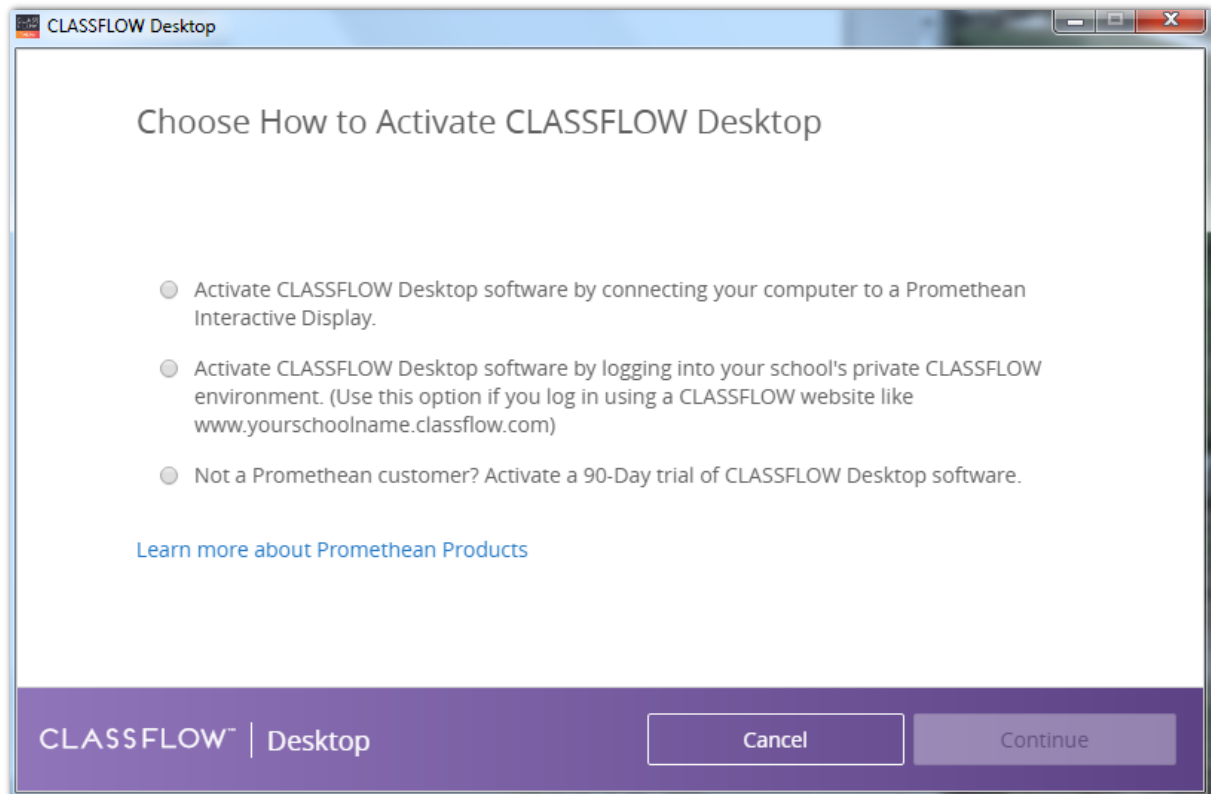 CLASSFLOW Desktop
Choose How to Activate CLASSFLOW Desktop
Activate CLASSFLOW Desktop software by connecting your computer to a Promethean
Interactive Display.
Activate CLASSFLOW Desktop software by logging into your school's private CLASSFLOW
environment. (Use this option if you log in using a CLASSFLOW website like
www.yourschoolname.classflow.com)
Not a Promethean customer? Activate a 90-Day trial of CLASSFLOW Desktop software.
Learn more about Promethean Products
CLASSFLOW™ | Desktop
Cancel
Continue